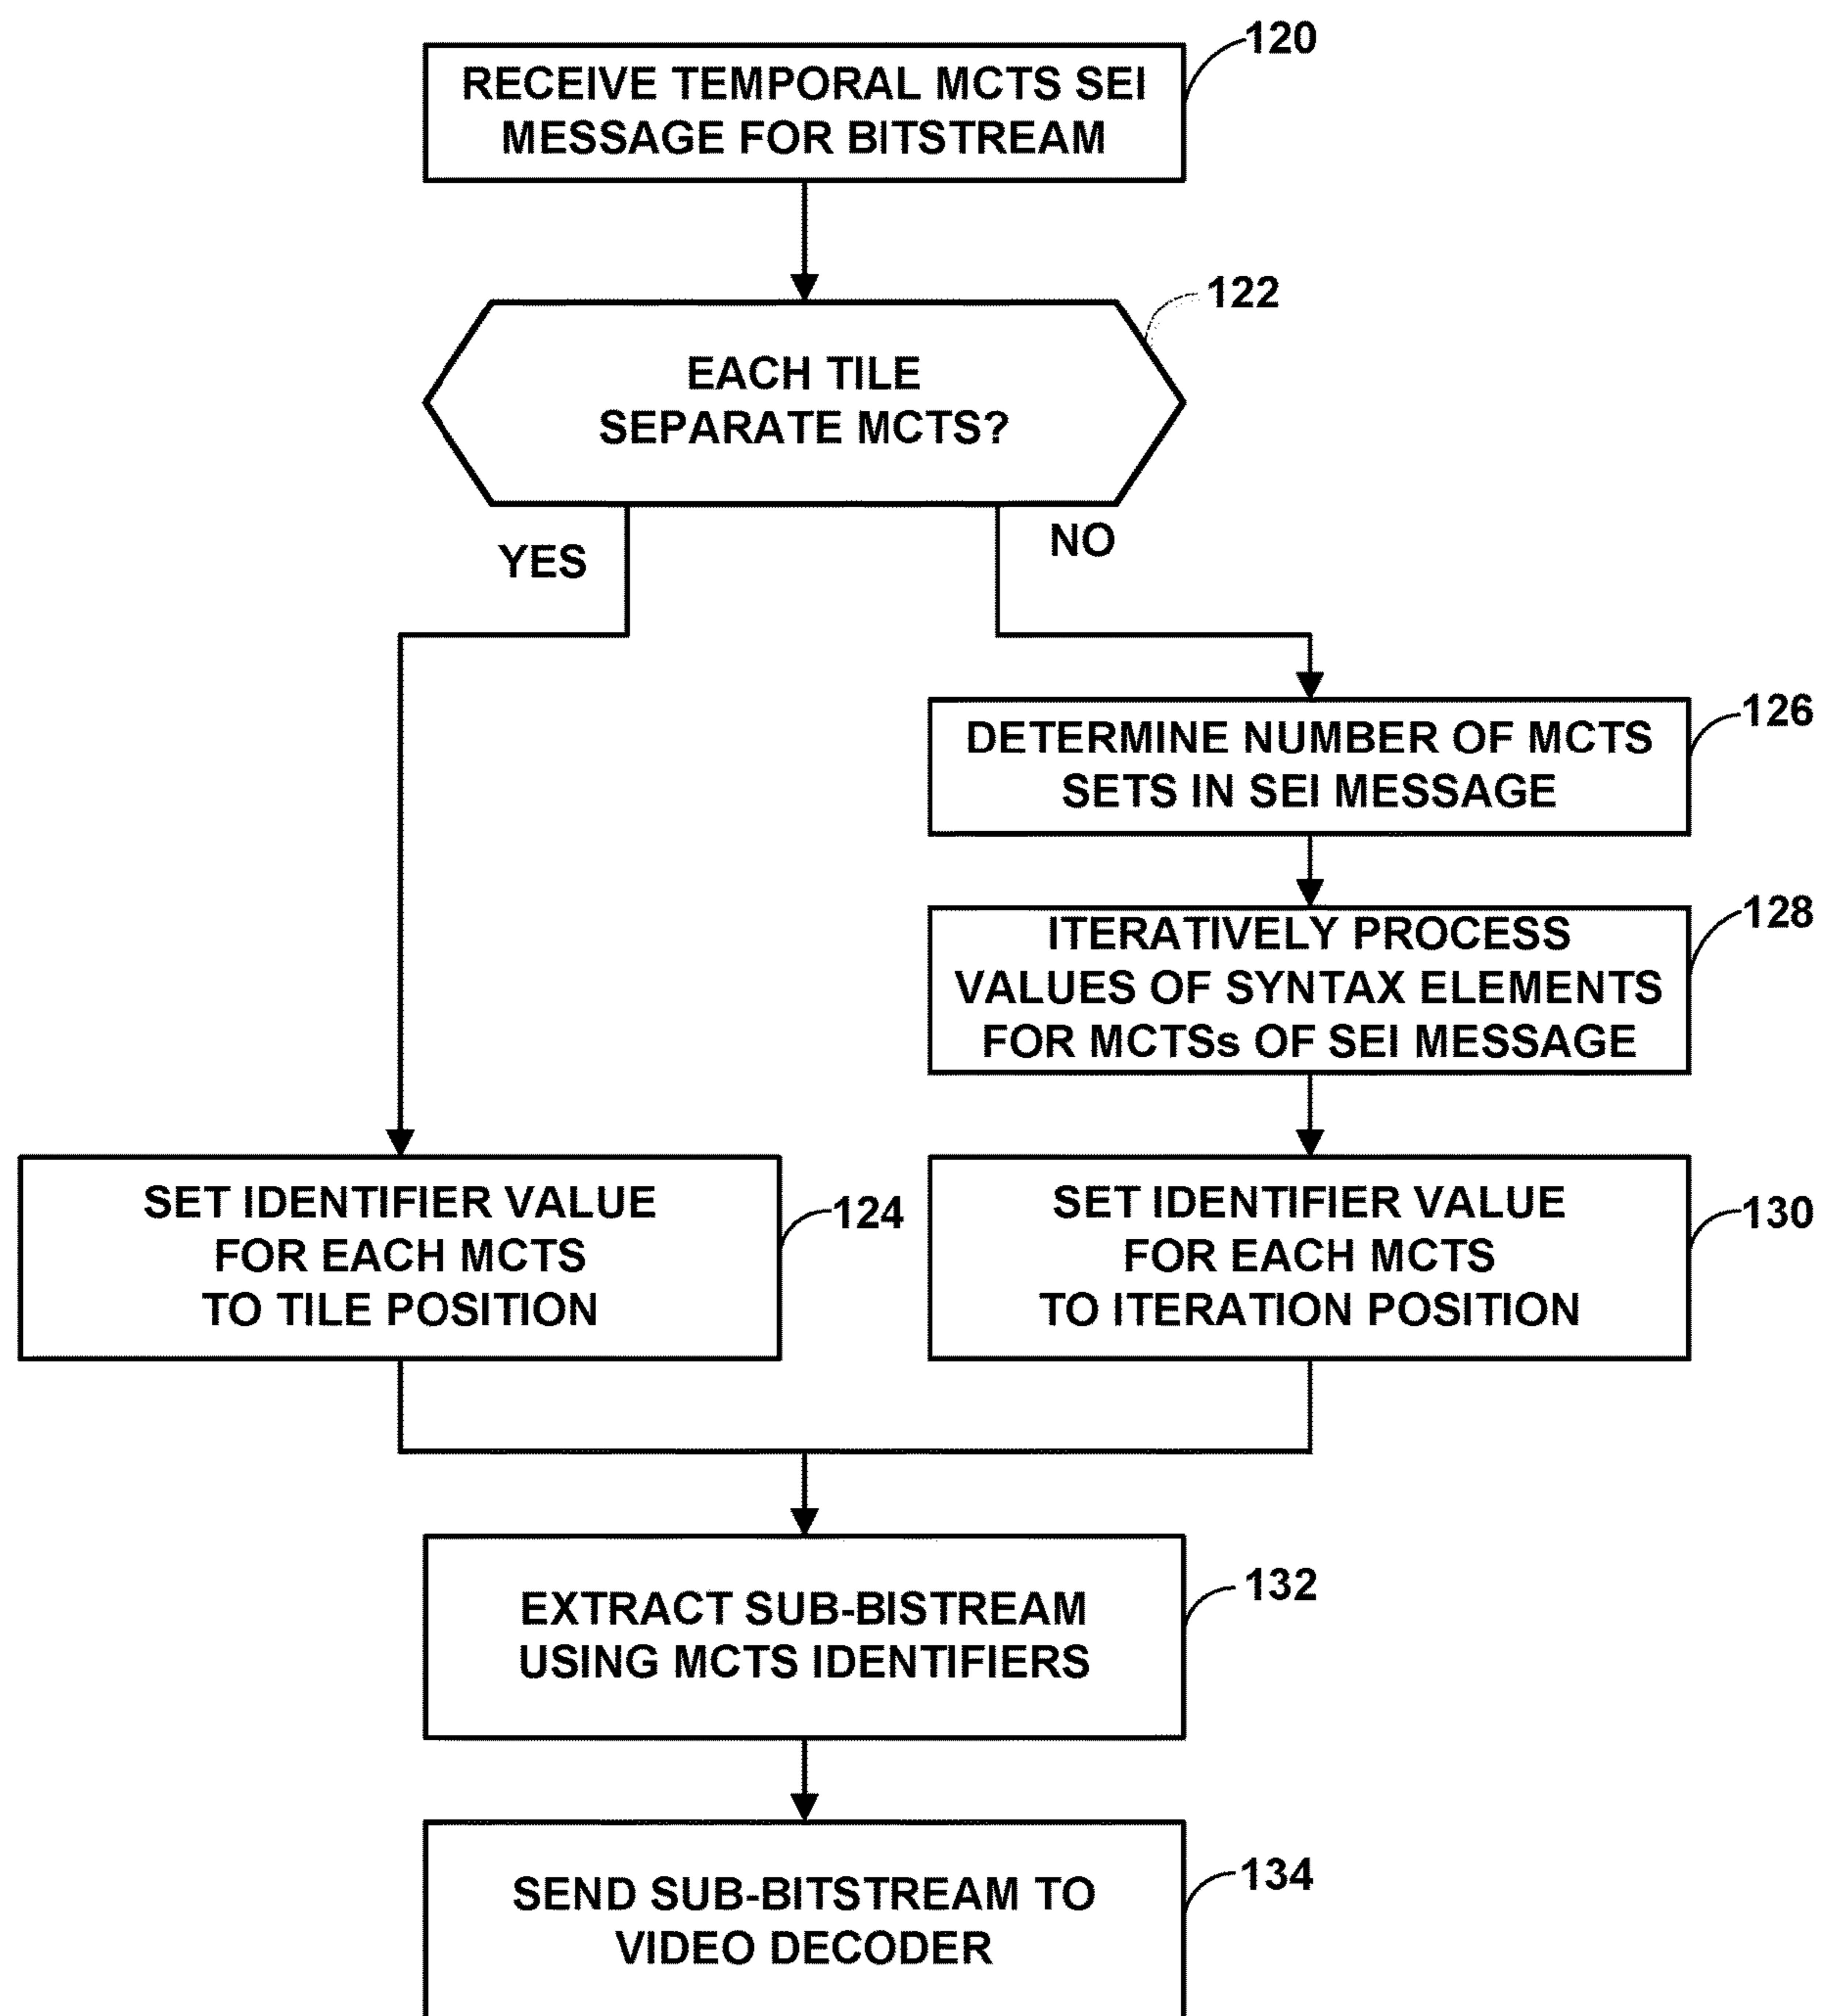 120
RECEIVE TEMPORAL MCTS SEI
MESSAGE FOR BITSTREAM
122
EACH TILE
SEPARATE MCTS?
YES
NO
126
DETERMINE NUMBER OF MCTS
SETS IN SEI MESSAGE
128
ITERATIVELY PROCESS
VALUES OF SYNTAX ELEMENTS
FOR MCTSs OF SEI MESSAGE
SET IDENTIFIER VALUE
FOR EACH MCTS
TO TILE POSITION
124
SET IDENTIFIER VALUE
FOR EACH MCTS
TO ITERATION POSITION
130
EXTRACT SUB-BISTREAM
USING MCTS IDENTIFIERS
132
SEND SUB-BITSTREAM TO
VIDEO DECODER
134